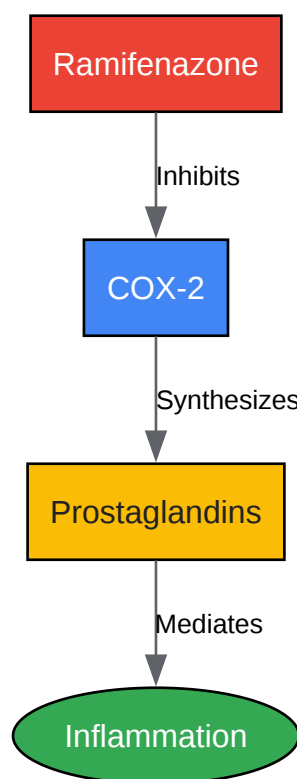 Ramifenazone
Inhibits
COX-2
Synthesizes
Prostaglandins
Mediates
Inflammation